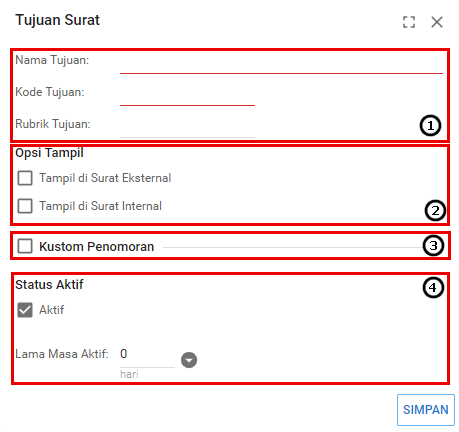 Tujuan Surat
Nama Tujuan:
Kode Tujuan:
Rubrik Tujuan:
1
Opsi Tampil
Tampil di Surat Eksternal
Tampil di Surat Internal
2
Kustom Penomoran
3
Status Aktif
4
Aktif
Lama Masa Aktif: 0
hari
SIMPAN